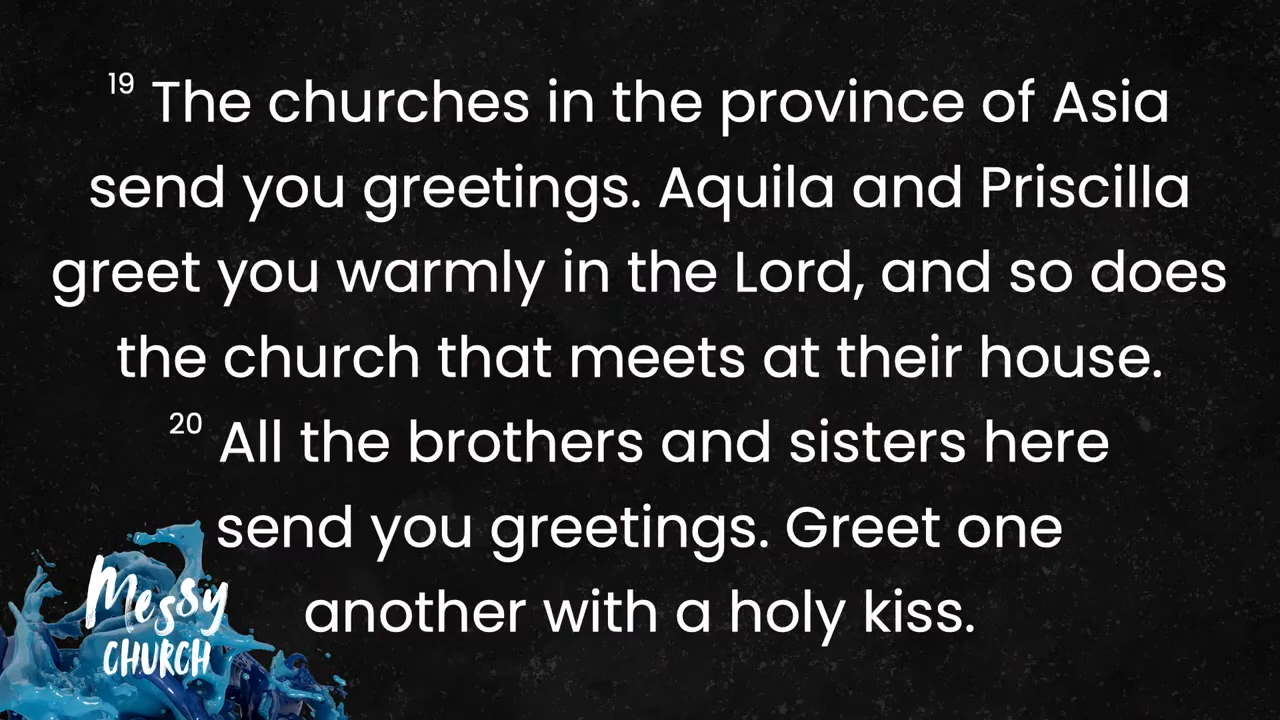 19 The churches in the province of Asia
send you greetings. Aquila and Priscilla
greet you warmly in the Lord, and so does
the church that meets at their house.
20 All the brothers and sisters here
send you greetings. Greet one
another with a holy kiss.
Messy
CHURCH